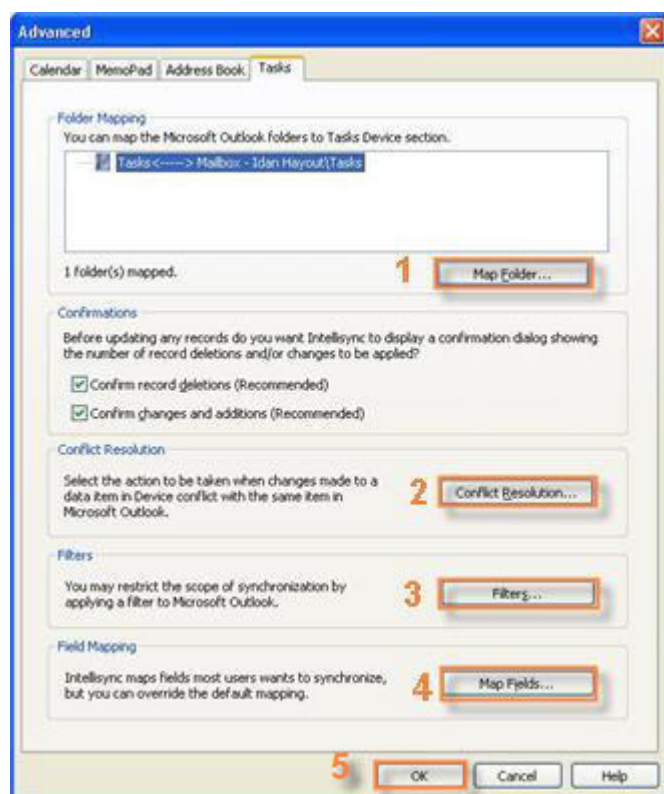 Advanced
Calendar MemoPad Address Book Tasks
Folder Mapping
You can map the Microsoft Outlook folders to Tasks Device section.
Tasks<-----> Mailbox - Idan Hayout\Tasks
1 folder(s) mapped.
1 Map Folder...
Confirmations
Before updating any records do you want Intellisync to display a confirmation dialog showing
the number of record deletions and/or changes to be applied?
Confirm record deletions (Recommended)
Confirm changes and additions (Recommended)
Conflict Resolution
Select the action to be taken when changes made to a
data item in Device conflict with the same item in
Microsoft Outlook.
2 Conflict Resolution...
Filters
You may restrict the scope of synchronization by
applying a filter to Microsoft Outlook.
3 Filters...
Field Mapping
Intellisync maps fields most users wants to synchronize,
but you can override the default mapping.
4 Map Fields...
5 OK Cancel Help